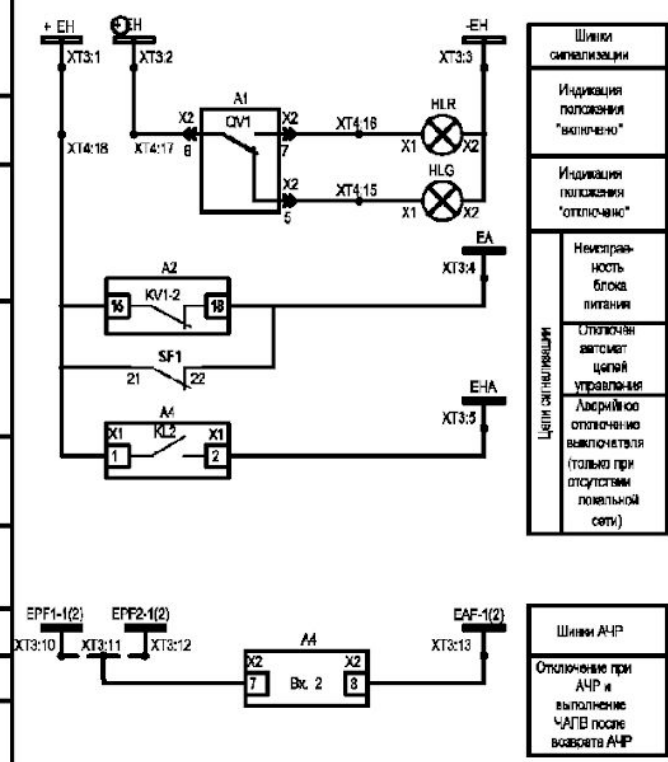 + EH
EH
-EH
XT3:1
XT3:2
XT3:3
Шинки
сигнализации
A1
HLR
X2
QV1
X2
XT4:16
XT4:18
XT4:17
6
7
X1
X2
Индикация
положения
"включено"
HLG
X2
XT4:15
5
X1
X2
Индикация
положения
"отключено"
EA
XT3:4
A2
16
KV1-2
18
Цепи сигнализации
Неисправ-
ность
блока
питания
SF1
21
22
Отключен
автомат
цепей
управления
EHA
XT3:5
A4
X1
KL2
X1
1
2
Аварийное
отключение
выключателя
(только при
отсутствии
локальной
сети)
EPF1-1(2)
EPF2-1(2)
EAF-1(2)
XT3:10
XT3:11
XT3:12
XT3:13
Шинки АЧР
A4
X2
X2
7
Вх. 2
8
Отключение при
АЧР и
выполнение
ЧАПВ после
возврата АЧР